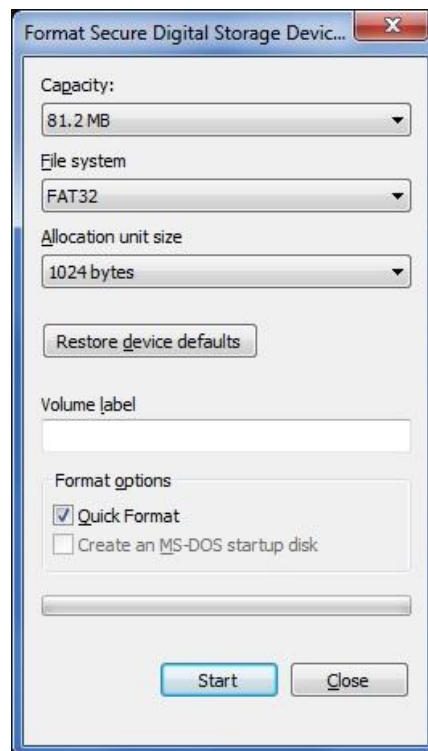 Format Secure Digital Storage Devic...
Capacity:
81.2 MB
File system
FAT32
Allocation unit size
1024 bytes
Restore device defaults
Volume label
Format options
Quick Format
Create an MS-DOS startup disk
Start
Close